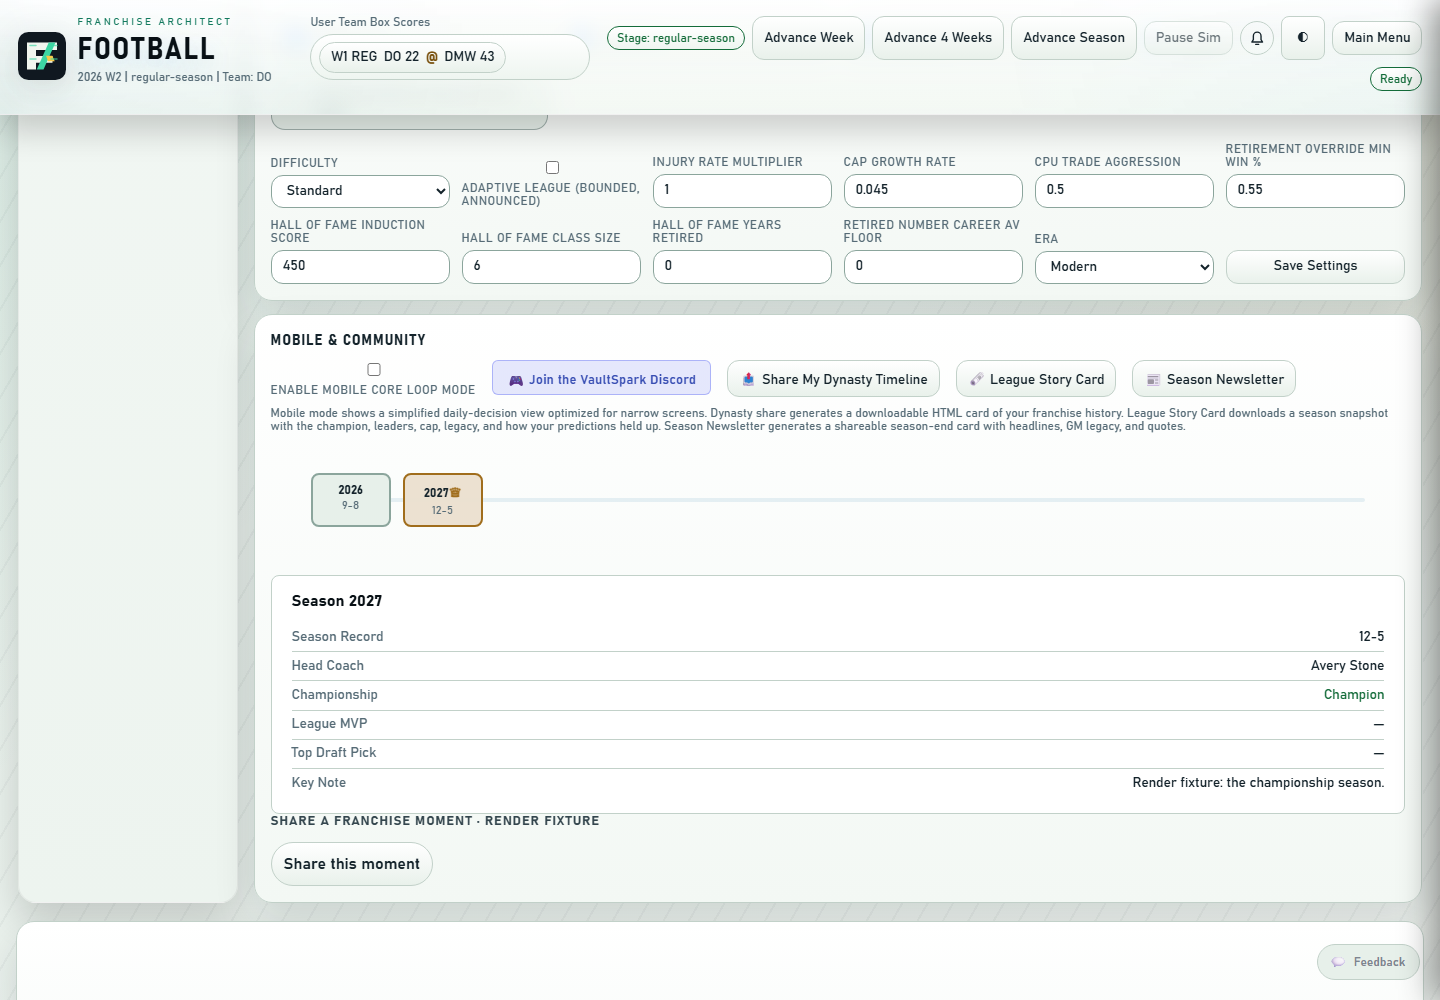 FRANCHISE ARCHITECT
FOOTBALL
2026 W2 | regular-season | Team: DO
User Team Box Scores
W1 REG DO 22 @ DMW 43
Stage: regular-season
Advance Week
Advance 4 Weeks
Advance Season
Pause Sim
Main Menu
Ready
DIFFICULTY
Standard
ADAPTIVE LEAGUE (BOUNDED,
ANNOUNCED)
INJURY RATE MULTIPLIER
1
CAP GROWTH RATE
0.045
CPU TRADE AGGRESSION
0.5
RETIREMENT OVERRIDE MIN
WIN %
0.55
HALL OF FAME INDUCTION
SCORE
450
HALL OF FAME CLASS SIZE
6
HALL OF FAME YEARS
RETIRED
0
RETIRED NUMBER CAREER AV
FLOOR
0
ERA
Modern
Save Settings
MOBILE & COMMUNITY
ENABLE MOBILE CORE LOOP MODE
Join the VaultSpark Discord
Share My Dynasty Timeline
League Story Card
Season Newsletter
Mobile mode shows a simplified daily-decision view optimized for narrow screens. Dynasty share generates a downloadable HTML card of your franchise history. League Story Card downloads a season snapshot
with the champion, leaders, cap, legacy, and how your predictions held up. Season Newsletter generates a shareable season-end card with headlines, GM legacy, and quotes.
2026
9-8
2027
12-5
Season 2027
Season Record 12-5
Head Coach Avery Stone
Championship Champion
League MVP —
Top Draft Pick —
Key Note Render fixture: the championship season.
SHARE A FRANCHISE MOMENT · RENDER FIXTURE
Share this moment
Feedback